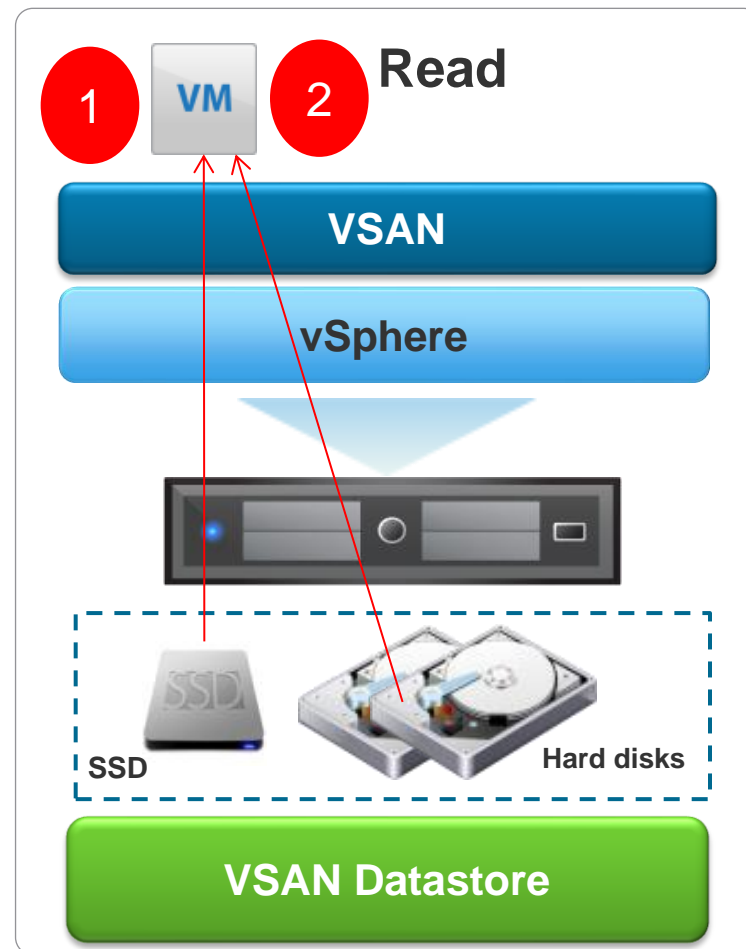 Read
1
VM
2
VSAN
vSphere
SSD
SSD
Hard disks
VSAN Datastore